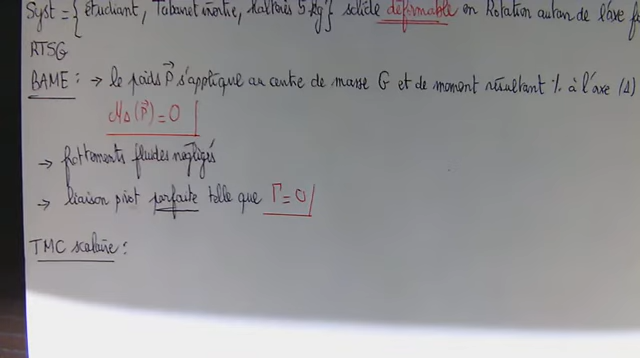 Syst = { étudiant, Tabouret inertie, Haltères 5 kg } solide déformable en Rotation autour de l'axe
RTSG
BAME : → le poids P⃗ s'applique au centre de masse G et de moment résultant % à l'axe (Δ)
M_Δ(P⃗) = 0
→ frottements fluides négligés
→ liaison pivot parfaite telle que Γ = 0
TMC scalaire :